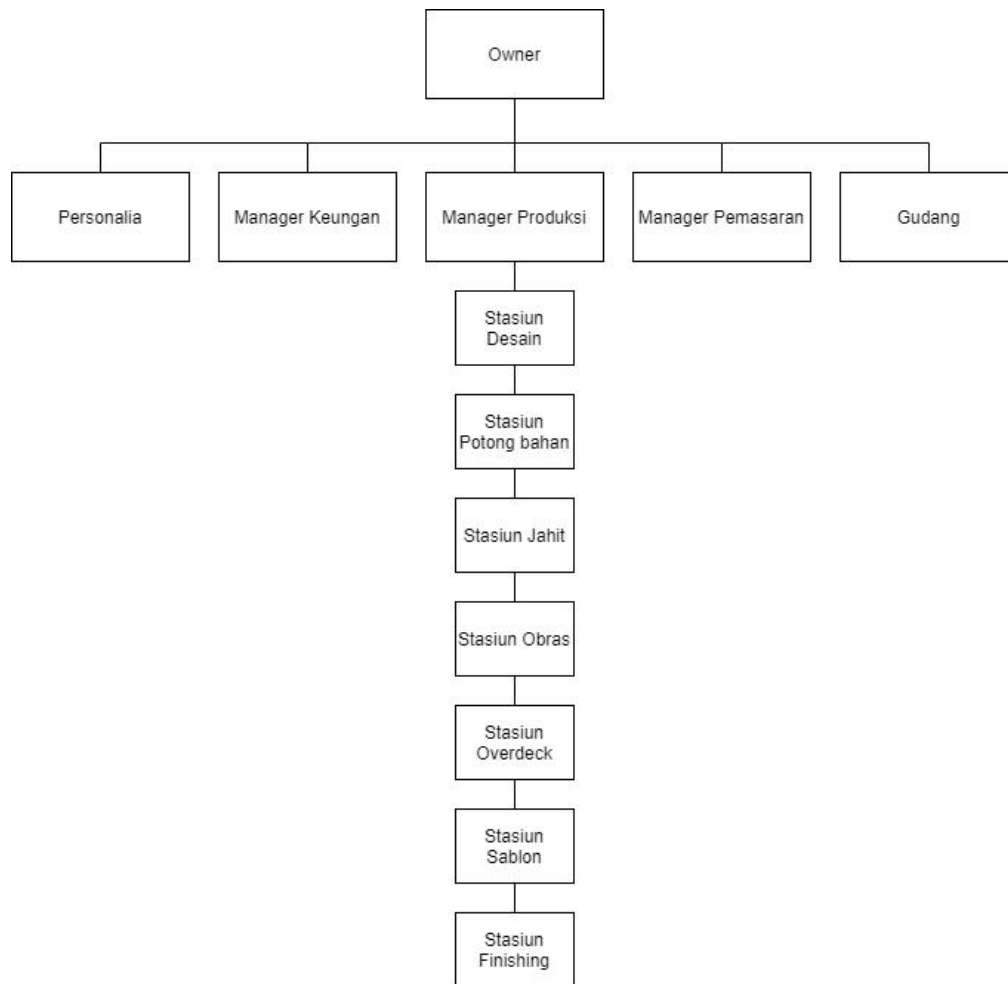 Owner
Personalia
Manager Keungan
Manager Produksi
Manager Pemasaran
Gudang
Stasiun
Desain
Stasiun
Potong bahan
Stasiun Jahit
Stasiun Obras
Stasiun
Overdeck
Stasiun
Sablon
Stasiun
Finishing